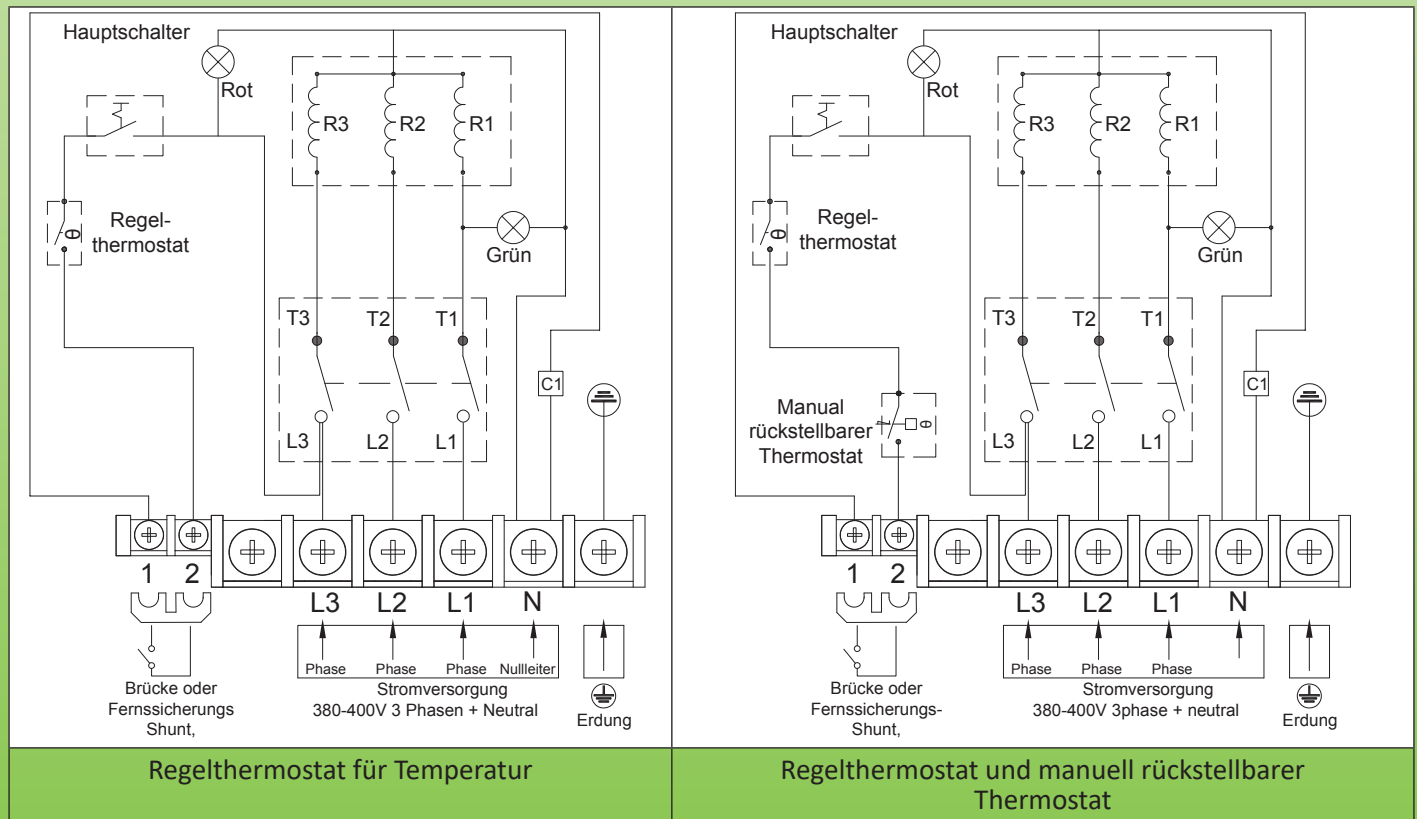 Hauptschalter
Rot
R3 R2 R1
Regel-
thermostat
θ
Grün
T3 T2 T1
C1
L3 L2 L1
1 2
L3 L2 L1 N
Phase Phase Phase Nullleiter
Stromversorgung
380-400V 3 Phasen + Neutral
Brücke oder
Fernssicherungs
Shunt,
Erdung
Regelthermostat für Temperatur
Hauptschalter
Rot
R3 R2 R1
Regel-
thermostat
θ
Grün
T3 T2 T1
C1
Manual
rückstellbarer
Thermostat
θ
L3 L2 L1
1 2
L3 L2 L1 N
Phase Phase Phase
Stromversorgung
380-400V 3phase + neutral
Brücke oder
Fernssicherungs-
Shunt,
Erdung
Regelthermostat und manuell rückstellbarer
Thermostat